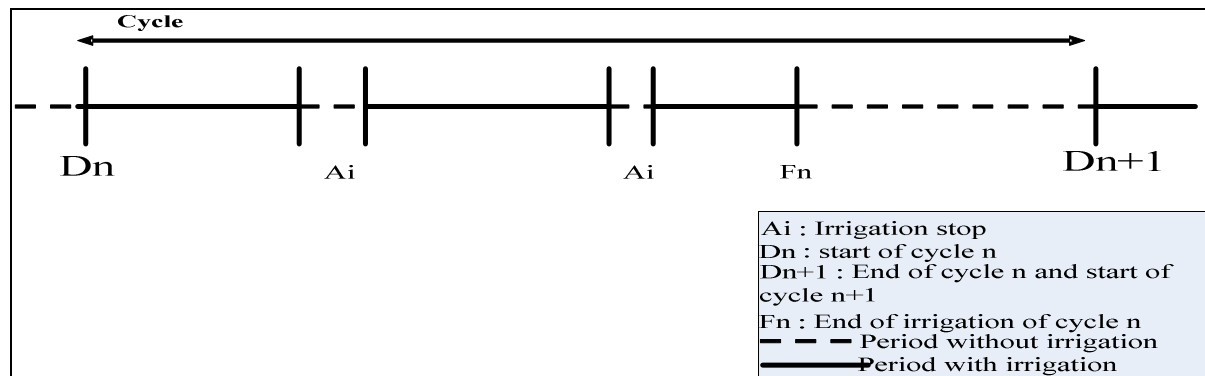 Cycle
Dn
Ai
Ai
Fn
Dn+1
Ai : Irrigation stop
Dn : start of cycle n
Dn+1 : End of cycle n and start of
cycle n+1
Fn : End of irrigation of cycle n
Period without irrigation
Period with irrigation